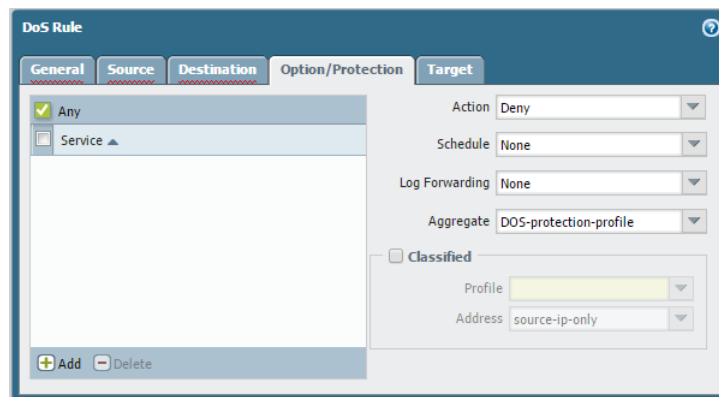 DoS Rule
General Source Destination Option/Protection Target
Any
Service
Add Delete
Action Deny
Schedule None
Log Forwarding None
Aggregate DOS-protection-profile
Classified
Profile
Address source-ip-only